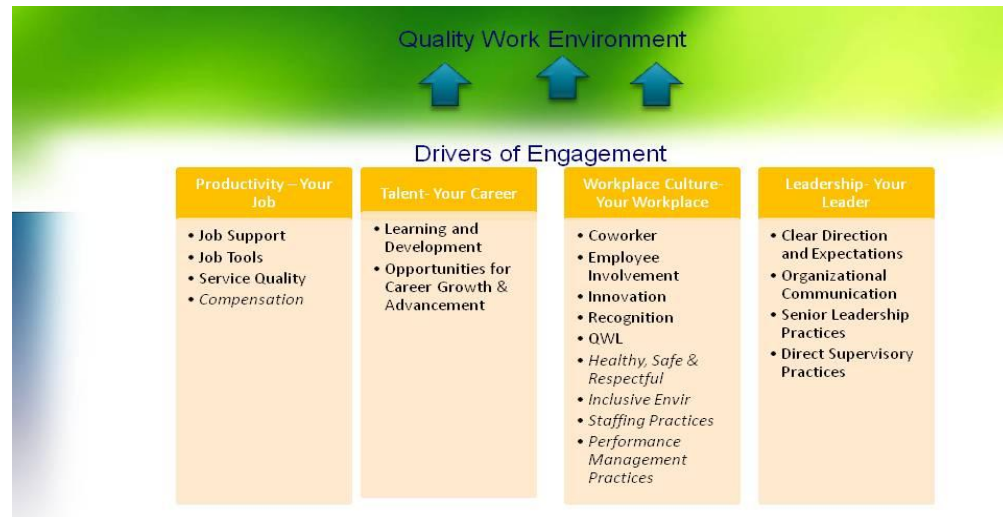 Quality Work Environment
Drivers of Engagement
Productivity – Your
Job
• Job Support
• Job Tools
• Service Quality
• Compensation
Talent- Your Career
• Learning and
Development
• Opportunities for
Career Growth &
Advancement
Workplace Culture-
Your Workplace
• Coworker
• Employee
Involvement
• Innovation
• Recognition
• QWL
• Healthy, Safe &
Respectful
• Inclusive Envir
• Staffing Practices
• Performance
Management
Practices
Leadership- Your
Leader
• Clear Direction
and Expectations
• Organizational
Communication
• Senior Leadership
Practices
• Direct Supervisory
Practices